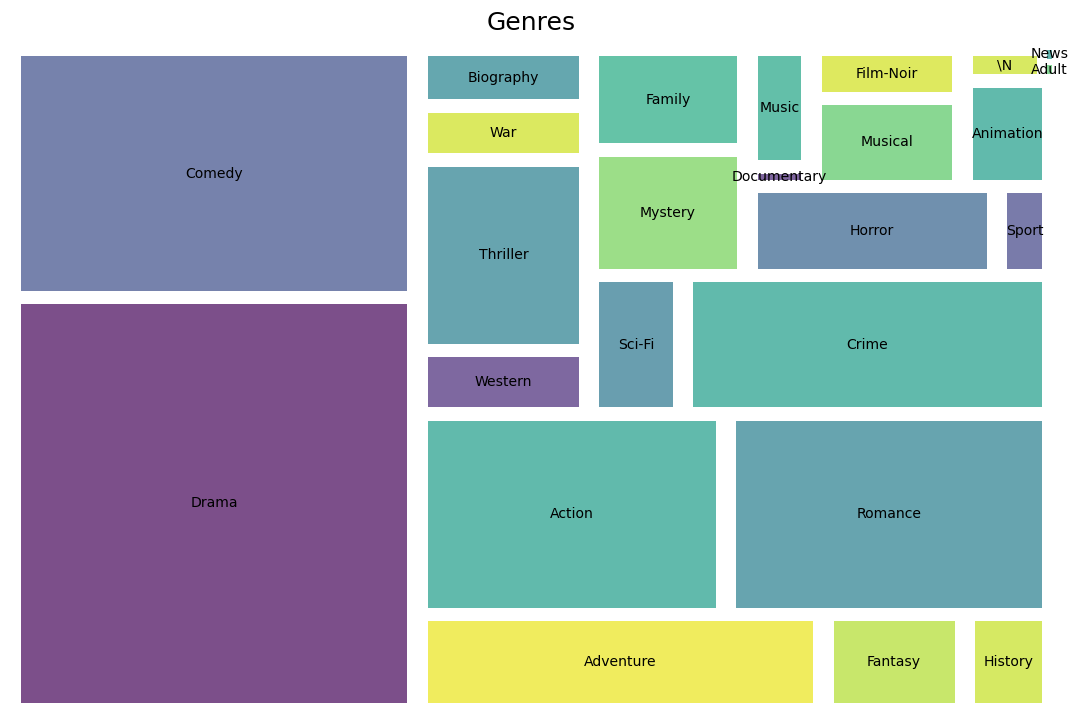 Genres
Comedy
Drama
Biography
War
Thriller
Western
Family
Mystery
Music
Documentary
Film-Noir
Musical
\N
News
Adult
Animation
Horror
Sport
Sci-Fi
Crime
Action
Romance
Adventure
Fantasy
History